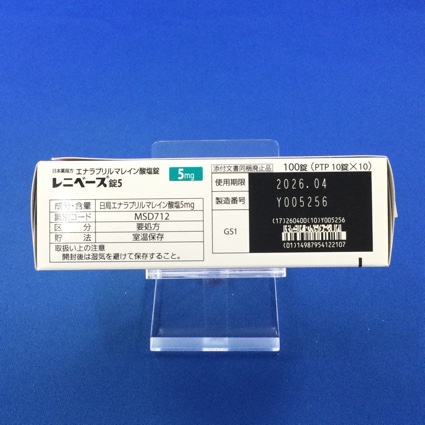 日本薬局方 エナラプリルマレイン酸塩錠
レニベース®錠5
5mg
成分・含量 日局エナラプリルマレイン酸塩5mg
識別コード MSD712
区分 要処方
貯法 室温保存
取扱い上の注意
開封後は湿気を避けて保存すること。
添付文書同梱廃止品
100錠 (PTP 10錠×10)
使用期限 2026.04
製造番号 Y005256
GS1
(17)260400(10)Y005256
(01)14987954122107